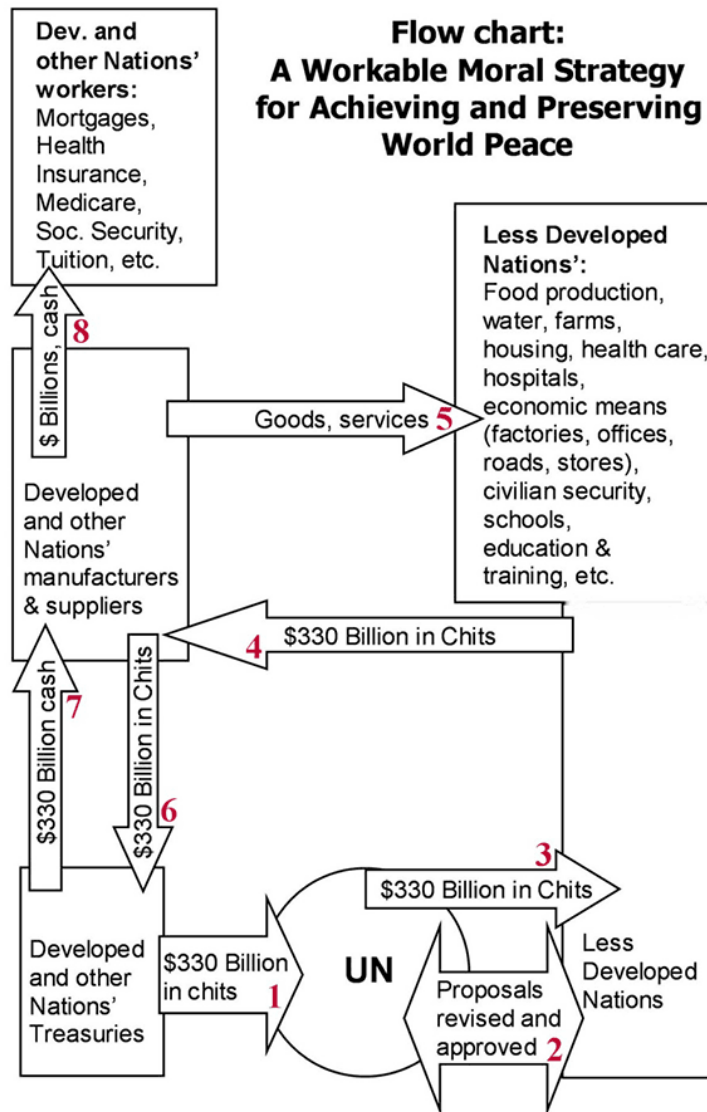 Flow chart:
A Workable Moral Strategy
for Achieving and Preserving
World Peace
Dev. and
other Nations'
workers:
Mortgages,
Health
Insurance,
Medicare,
Soc. Security,
Tuition, etc.
$ Billions, cash
8
Less Developed
Nations':
Food production,
water, farms,
housing, health care,
hospitals,
economic means
(factories, offices,
roads, stores),
civilian security,
schools,
education &
training, etc.
Goods, services 5
Developed
and other
Nations'
manufacturers
& suppliers
4 $330 Billion in Chits
$330 Billion cash
7
$330 Billion in Chits
6
3
$330 Billion in Chits
Developed
and other
Nations'
Treasuries
$330 Billion
in chits 1
UN
Proposals
revised and
approved 2
Less
Developed
Nations